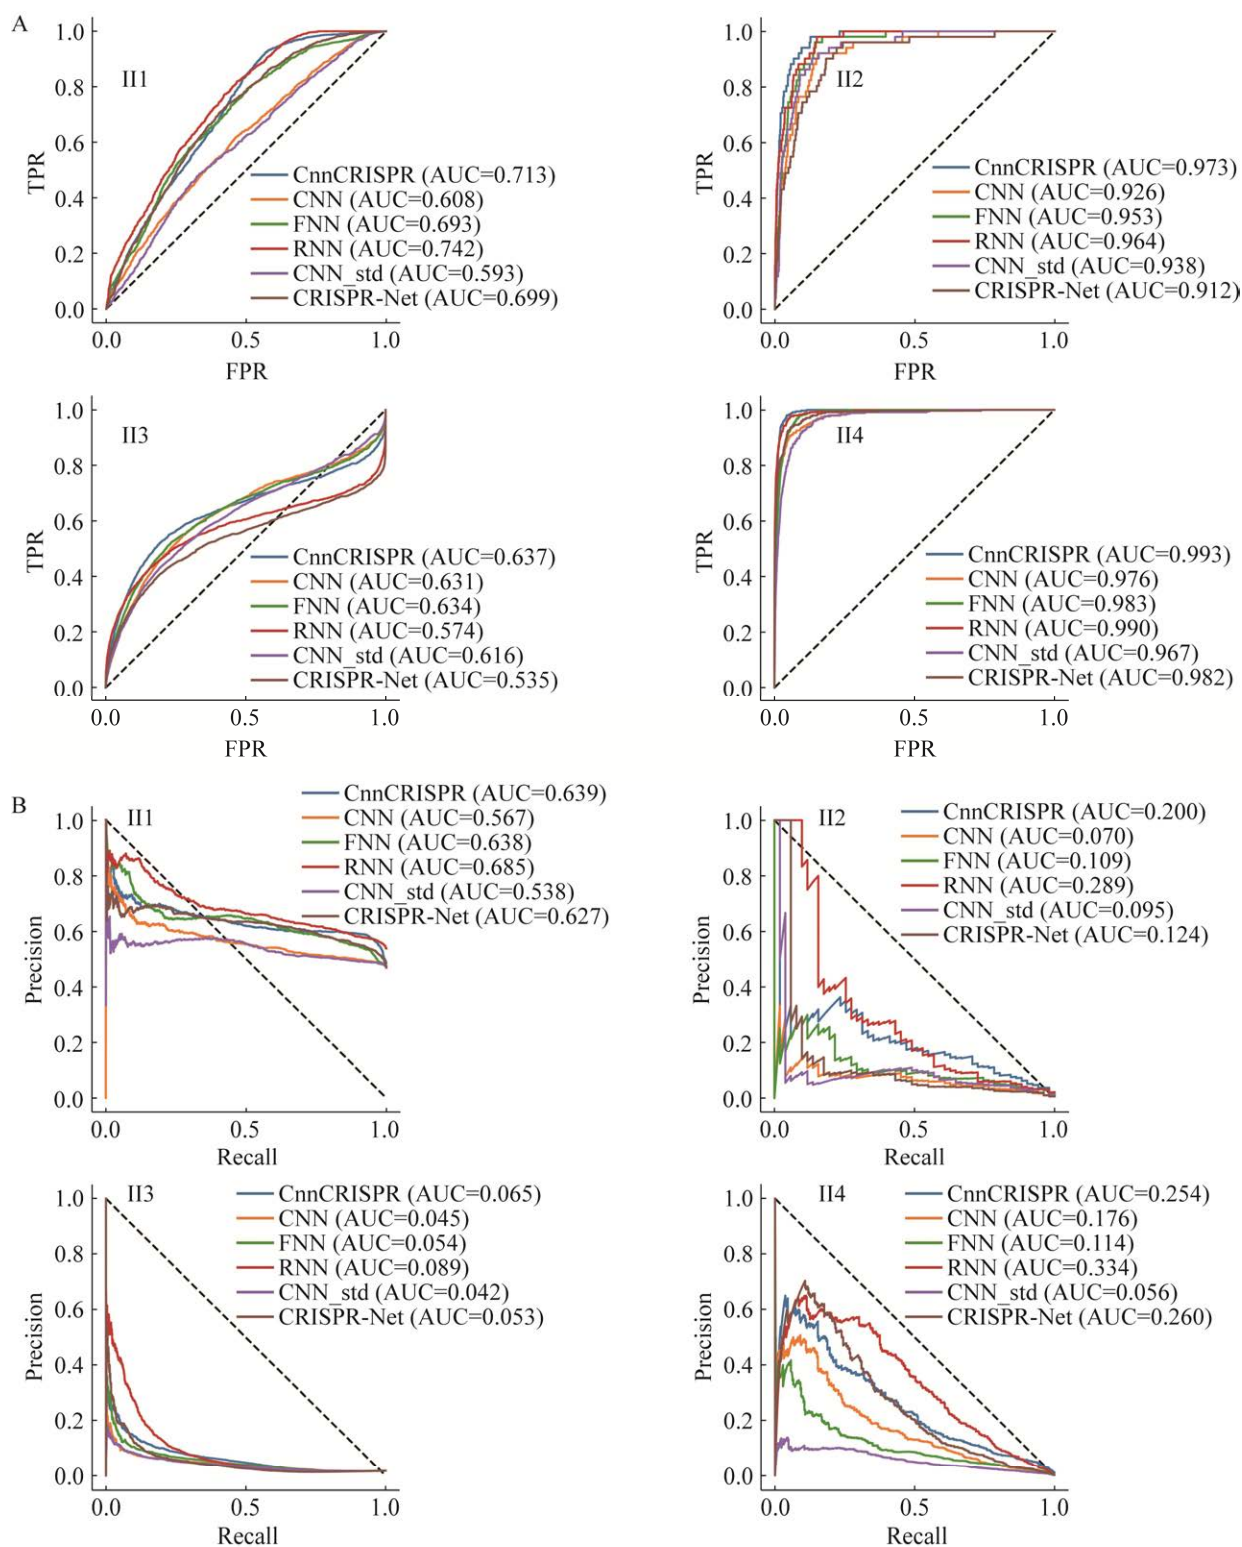 A
II1
1.0
0.8
0.6
0.4
0.2
0.0
TPR
CnnCRISPR (AUC=0.713)
CNN (AUC=0.608)
FNN (AUC=0.693)
RNN (AUC=0.742)
CNN_std (AUC=0.593)
CRISPR-Net (AUC=0.699)
0.0 0.5 1.0
FPR
II2
1.0
0.8
0.6
0.4
0.2
0.0
TPR
CnnCRISPR (AUC=0.973)
CNN (AUC=0.926)
FNN (AUC=0.953)
RNN (AUC=0.964)
CNN_std (AUC=0.938)
CRISPR-Net (AUC=0.912)
0.0 0.5 1.0
FPR
II3
1.0
0.8
0.6
0.4
0.2
0.0
TPR
CnnCRISPR (AUC=0.637)
CNN (AUC=0.631)
FNN (AUC=0.634)
RNN (AUC=0.574)
CNN_std (AUC=0.616)
CRISPR-Net (AUC=0.535)
0.0 0.5 1.0
FPR
II4
1.0
0.8
0.6
0.4
0.2
0.0
TPR
CnnCRISPR (AUC=0.993)
CNN (AUC=0.976)
FNN (AUC=0.983)
RNN (AUC=0.990)
CNN_std (AUC=0.967)
CRISPR-Net (AUC=0.982)
0.0 0.5 1.0
FPR
B
II1
1.0
0.8
0.6
0.4
0.2
0.0
Precision
CnnCRISPR (AUC=0.639)
CNN (AUC=0.567)
FNN (AUC=0.638)
RNN (AUC=0.685)
CNN_std (AUC=0.538)
CRISPR-Net (AUC=0.627)
0.0 0.5 1.0
Recall
II2
1.0
0.8
0.6
0.4
0.2
0.0
Precision
CnnCRISPR (AUC=0.200)
CNN (AUC=0.070)
FNN (AUC=0.109)
RNN (AUC=0.289)
CNN_std (AUC=0.095)
CRISPR-Net (AUC=0.124)
0.0 0.5 1.0
Recall
II3
1.0
0.8
0.6
0.4
0.2
0.0
Precision
CnnCRISPR (AUC=0.065)
CNN (AUC=0.045)
FNN (AUC=0.054)
RNN (AUC=0.089)
CNN_std (AUC=0.042)
CRISPR-Net (AUC=0.053)
0.0 0.5 1.0
Recall
II4
1.0
0.8
0.6
0.4
0.2
0.0
Precision
CnnCRISPR (AUC=0.254)
CNN (AUC=0.176)
FNN (AUC=0.114)
RNN (AUC=0.334)
CNN_std (AUC=0.056)
CRISPR-Net (AUC=0.260)
0.0 0.5 1.0
Recall